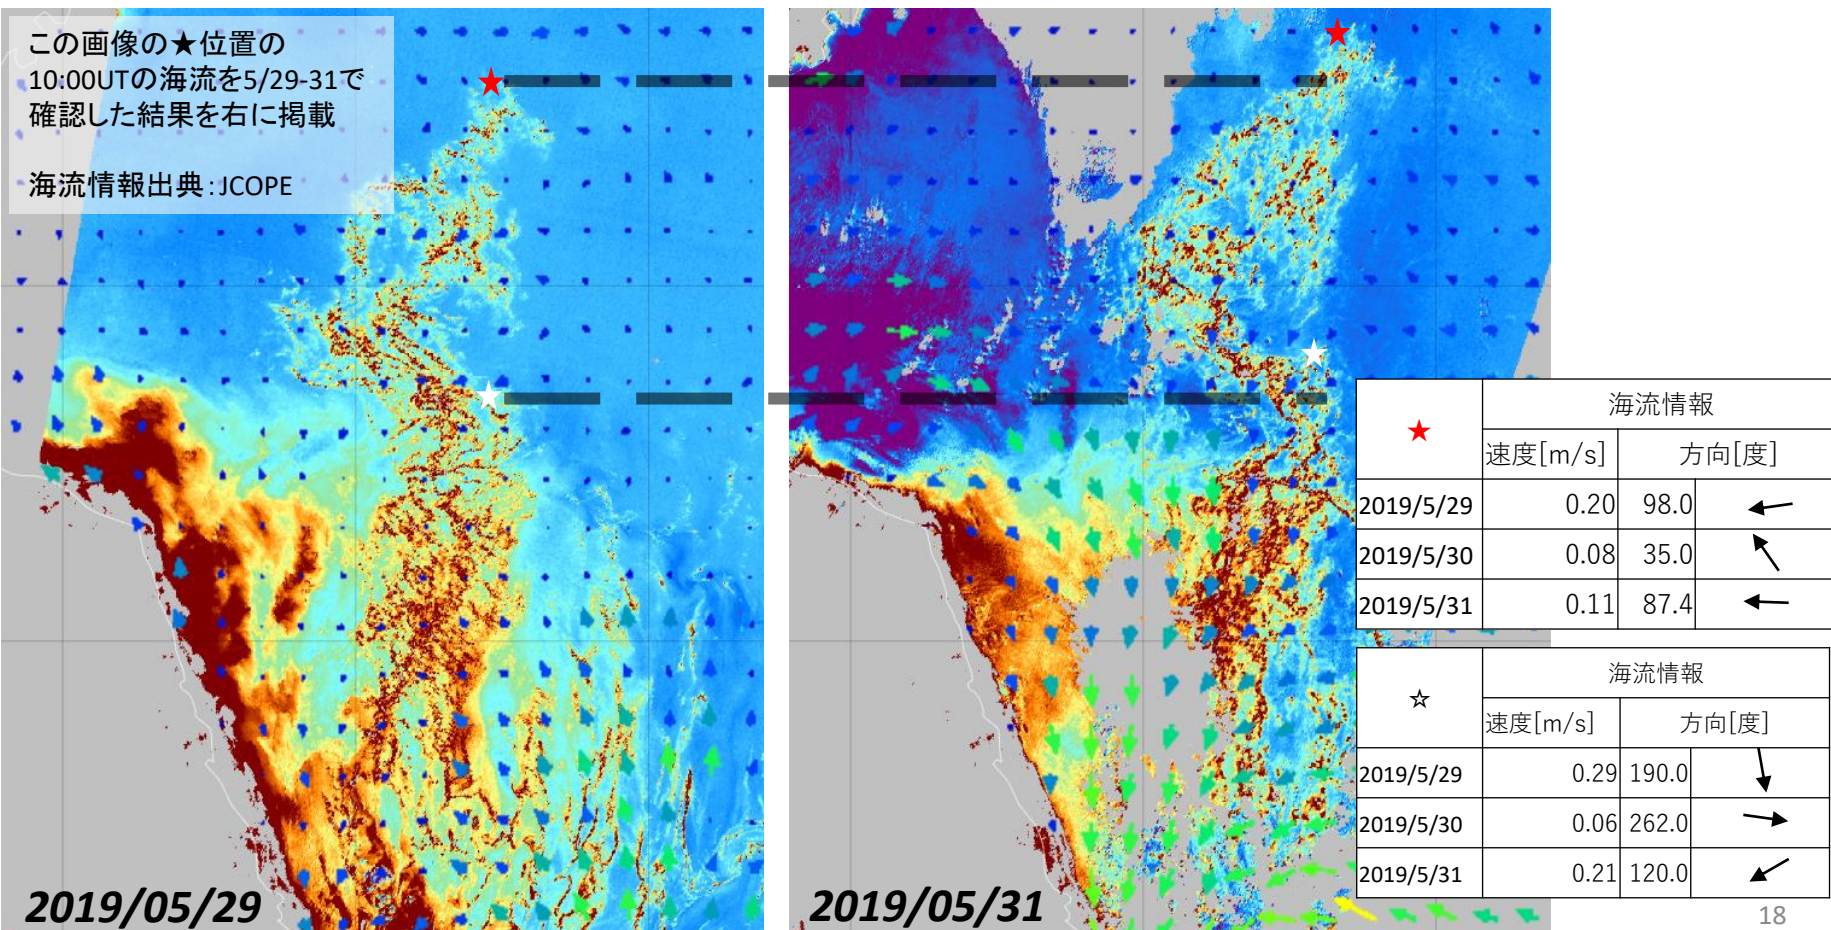 この画像の★位置の
10:00UTの海流を5/29-31で
確認した結果を右に掲載
海流情報出典：JCOPE
2019/05/29
2019/05/31
★ 海流情報
速度[m/s] 方向[度]
2019/5/29 0.20 98.0
2019/5/30 0.08 35.0
2019/5/31 0.11 87.4
☆ 海流情報
速度[m/s] 方向[度]
2019/5/29 0.29 190.0
2019/5/30 0.06 262.0
2019/5/31 0.21 120.0
18